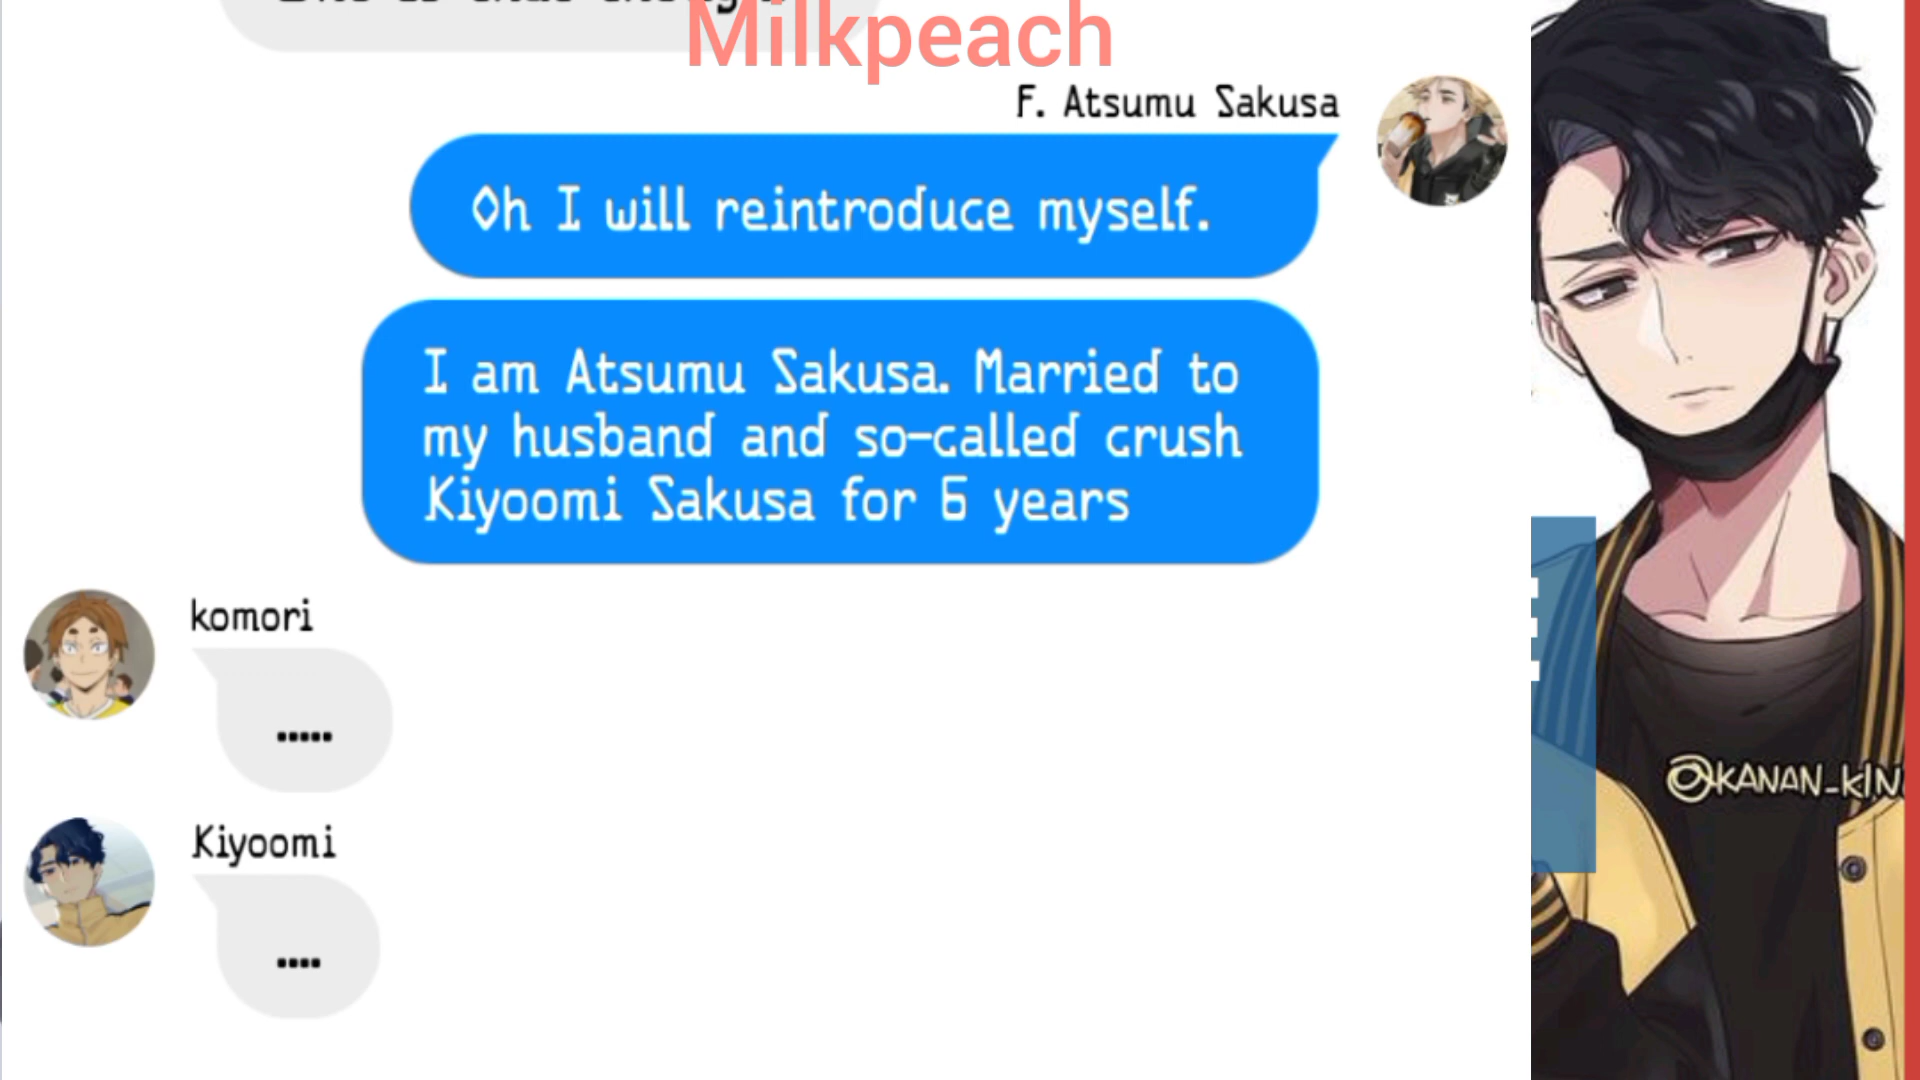 Milkpeach
F. Atsumu Sakusa
Oh I will reintroduce myself.
I am Atsumu Sakusa. Married to
my husband and so-called crush
Kiyoomi Sakusa for 6 years
komori
.....
Kiyoomi
....
@KANAN_KIN